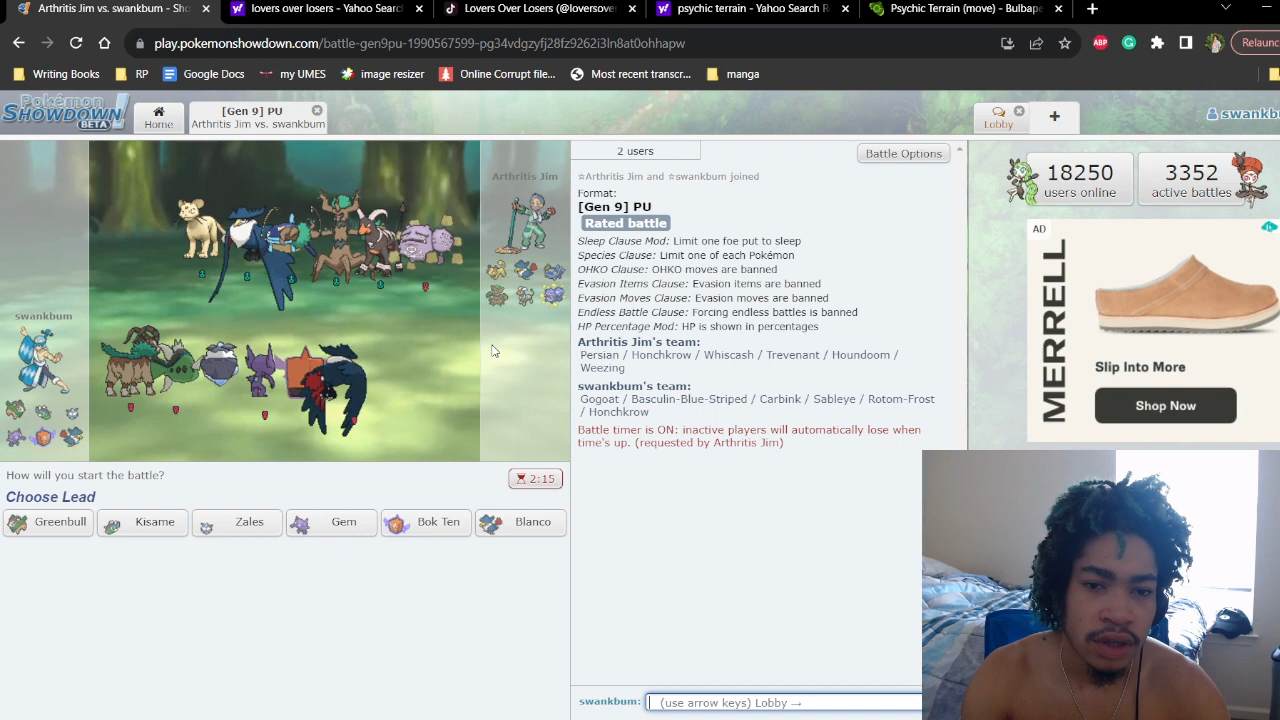 Arthritis Jim vs. swankbum - Sho
lovers over losers - Yahoo Search
Lovers Over Losers (@loversover
psychic terrain - Yahoo Search Re
Psychic Terrain (move) - Bulbape
play.pokemonshowdown.com/battle-gen9pu-1990567599-pg34vdgzyfj28fz9262i3ln8at0ohhapw
ABP
Relaunc
Writing Books
RP
Google Docs
my UMES
image resizer
Online Corrupt file...
Most recent transcr...
manga
Pokémon
SHOWDOWN!
BETA
Home
[Gen 9] PU
Arthritis Jim vs. swankbum
Lobby
+
swankbu
2 users
Battle Options
☆Arthritis Jim and ☆swankbum joined
Format:
[Gen 9] PU
Rated battle
Sleep Clause Mod: Limit one foe put to sleep
Species Clause: Limit one of each Pokémon
OHKO Clause: OHKO moves are banned
Evasion Items Clause: Evasion items are banned
Evasion Moves Clause: Evasion moves are banned
Endless Battle Clause: Forcing endless battles is banned
HP Percentage Mod: HP is shown in percentages
Arthritis Jim's team:
Persian / Honchkrow / Whiscash / Trevenant / Houndoom /
Weezing
swankbum's team:
Gogoat / Basculin-Blue-Striped / Carbink / Sableye / Rotom-Frost
/ Honchkrow
Battle timer is ON: inactive players will automatically lose when
time's up. (requested by Arthritis Jim)
Arthritis Jim
swankbum
How will you start the battle?
2:15
Choose Lead
Greenbull
Kisame
Zales
Gem
Bok Ten
Blanco
swankbum:
(use arrow keys) Lobby →
18250
users online
3352
active battles
AD
MERRELL
Slip Into More
Shop Now